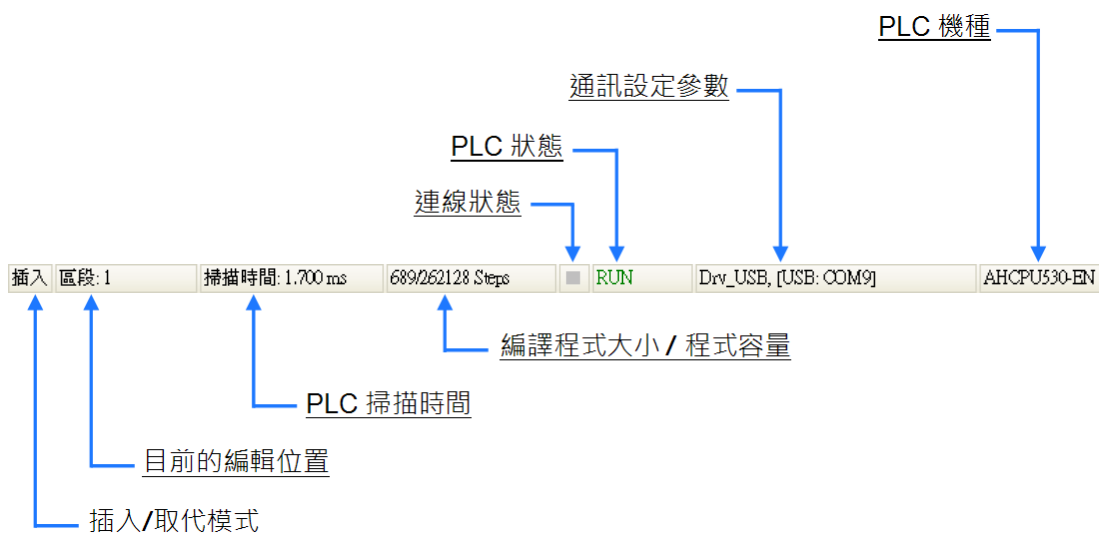 PLC 機種
通訊設定參數
PLC 狀態
連線狀態
插入 區段: 1 掃描時間: 1.700 ms 689/262128 Steps RUN Drv_USB, [USB: COM9] AHCPU530-EN
編譯程式大小 / 程式容量
PLC 掃描時間
目前的編輯位置
插入/取代模式